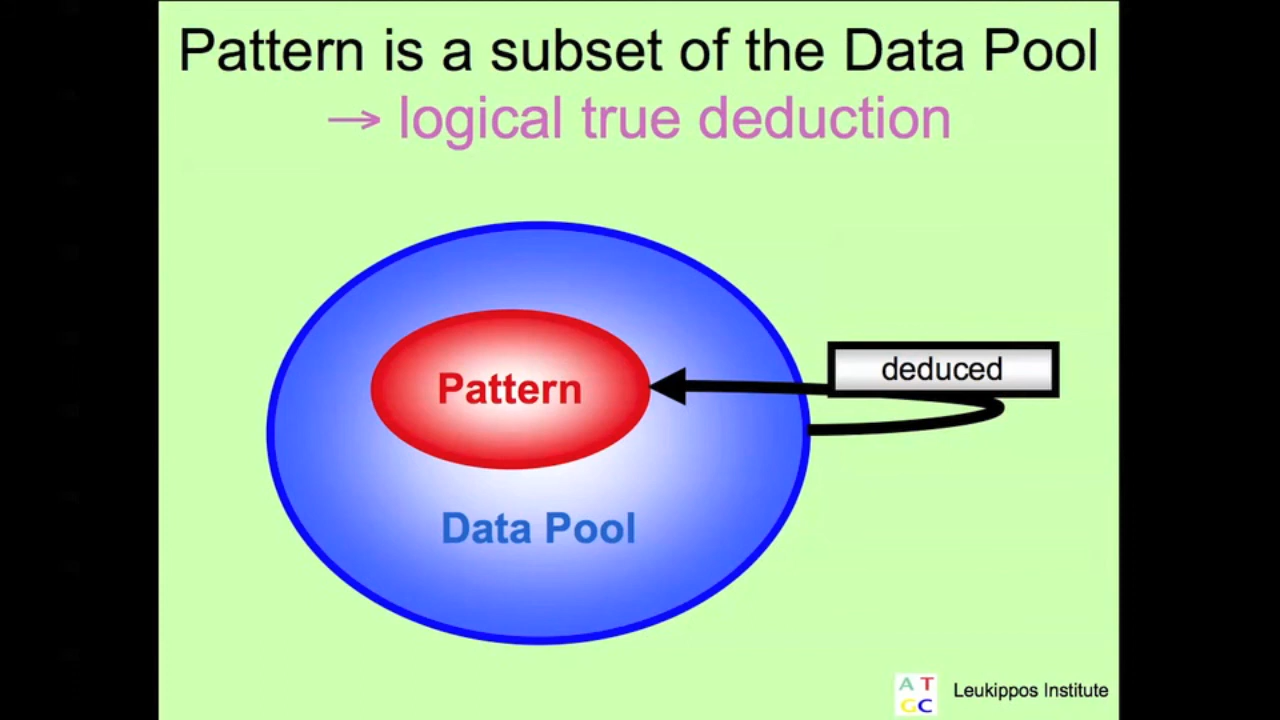 Pattern is a subset of the Data Pool
→ logical true deduction
deduced
Pattern
Data Pool
A T
G C
Leukippos Institute